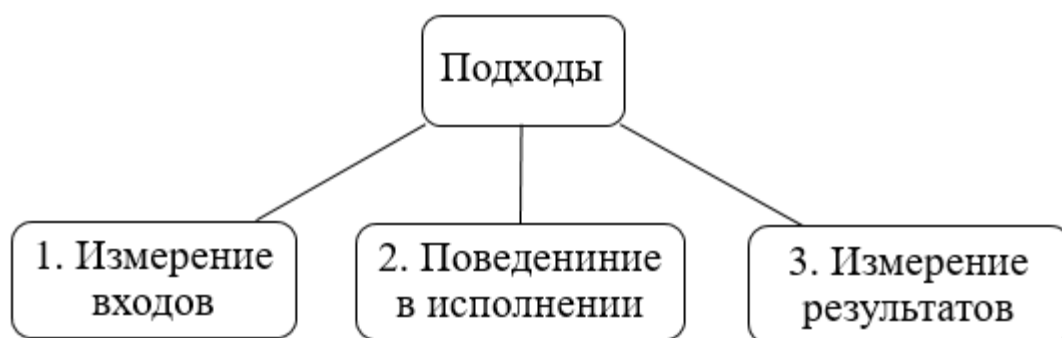 Подходы
1. Измерение
входов
2. Поведениние
в исполнении
3. Измерение
результатов